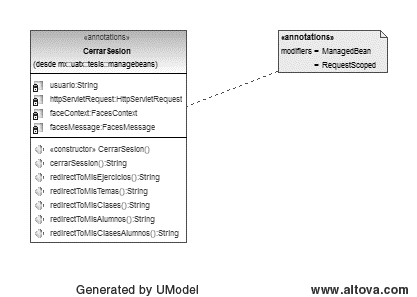 «annotations»
CerrarSesion
(desde mx::uatx::tesis::managebeans)
usuario:String
httpServletRequest:HttpServletRequest
faceContext:FacesContext
facesMessage:FacesMessage
«constructor» CerrarSesion()
cerrarSession():String
redirectToMisEjercicios():String
redirectToMisTemas():String
redirectToMisClases():String
redirectToMisAlumnos():String
redirectToMisClasesAlumnos():String
«annotations»
modifiers = ManagedBean
= RequestScoped
Generated by UModel
www.altova.com